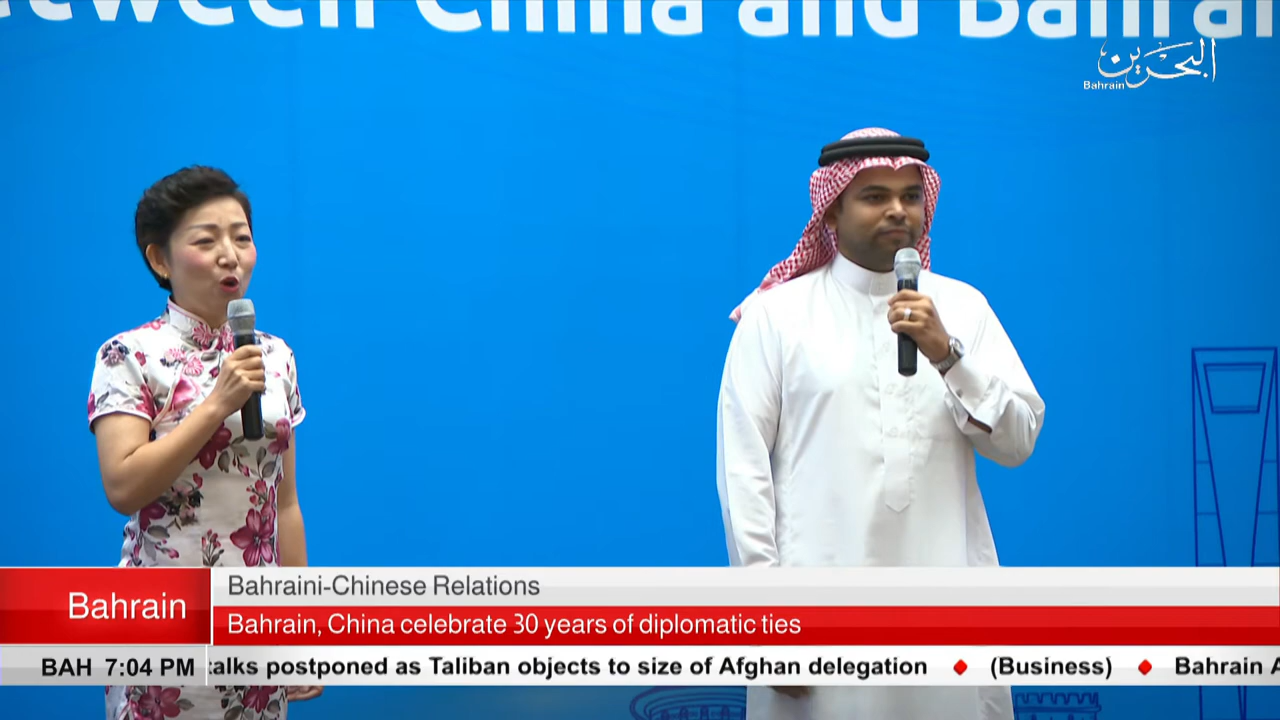 between China and Bahrain
البحرين
Bahrain
Bahraini-Chinese Relations
Bahrain
Bahrain, China celebrate 30 years of diplomatic ties
BAH 7:04 PM
talks postponed as Taliban objects to size of Afghan delegation ♦ (Business) ♦ Bahrain A